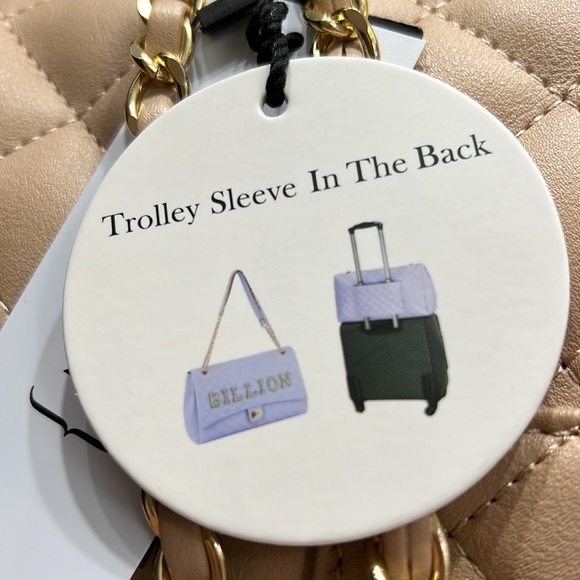 Trolley Sleeve In The Back
BILLION